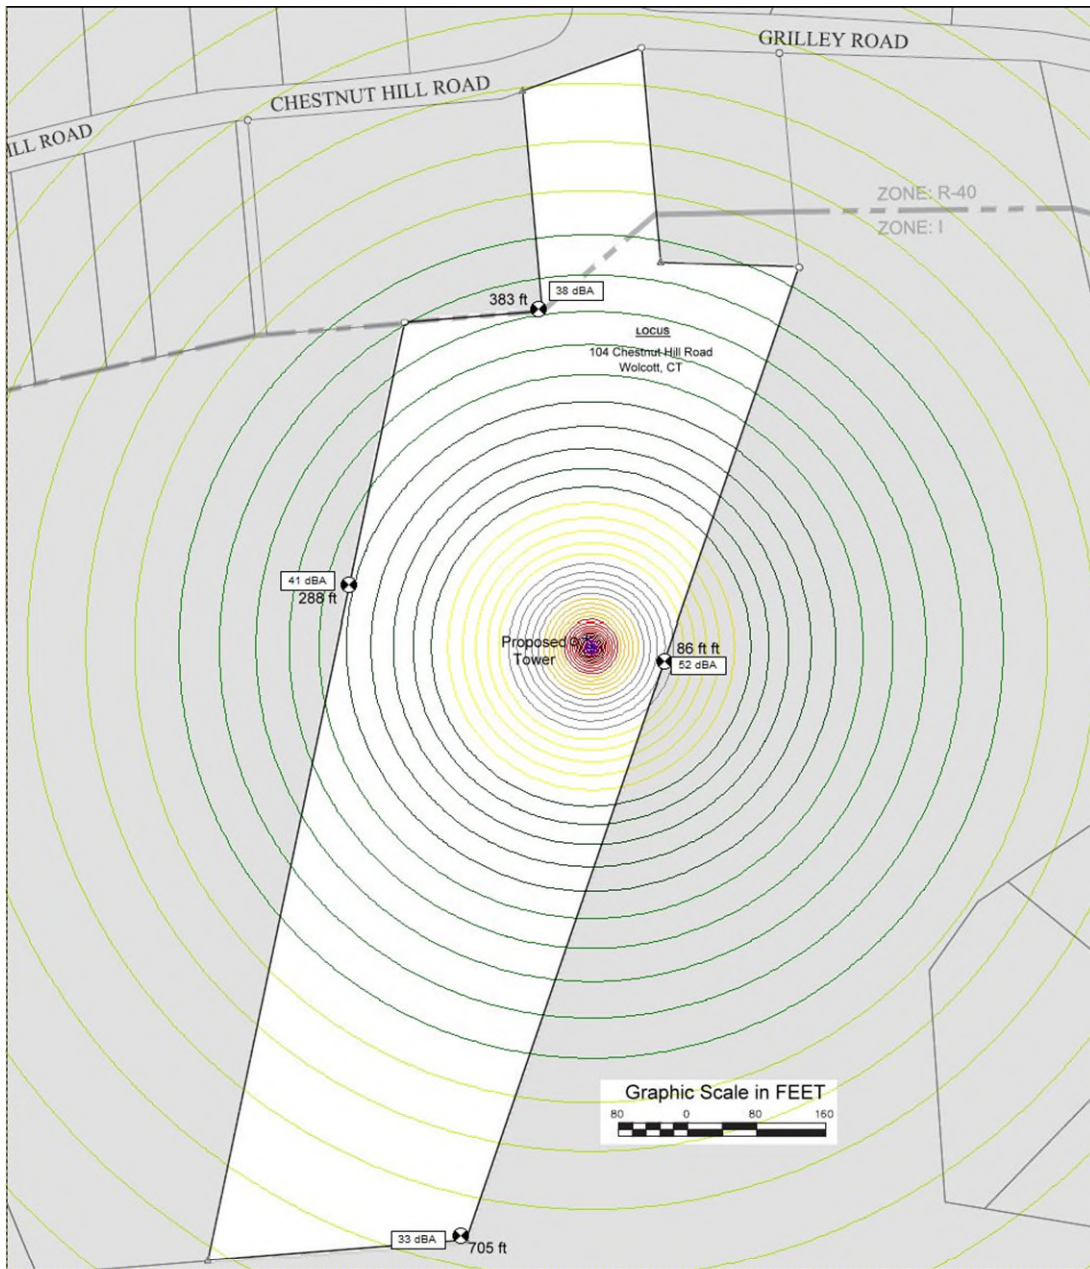 GRILLEY ROAD
CHESTNUT HILL ROAD
ILL ROAD
ZONE: R-40
ZONE: I
383 ft
38 dBA
LOCUS
104 Chestnut Hill Road
Wolcott, CT
41 dBA
288 ft
Proposed
Tower
86 ft ft
52 dBA
Graphic Scale in FEET
80 0 80 160
33 dBA
705 ft